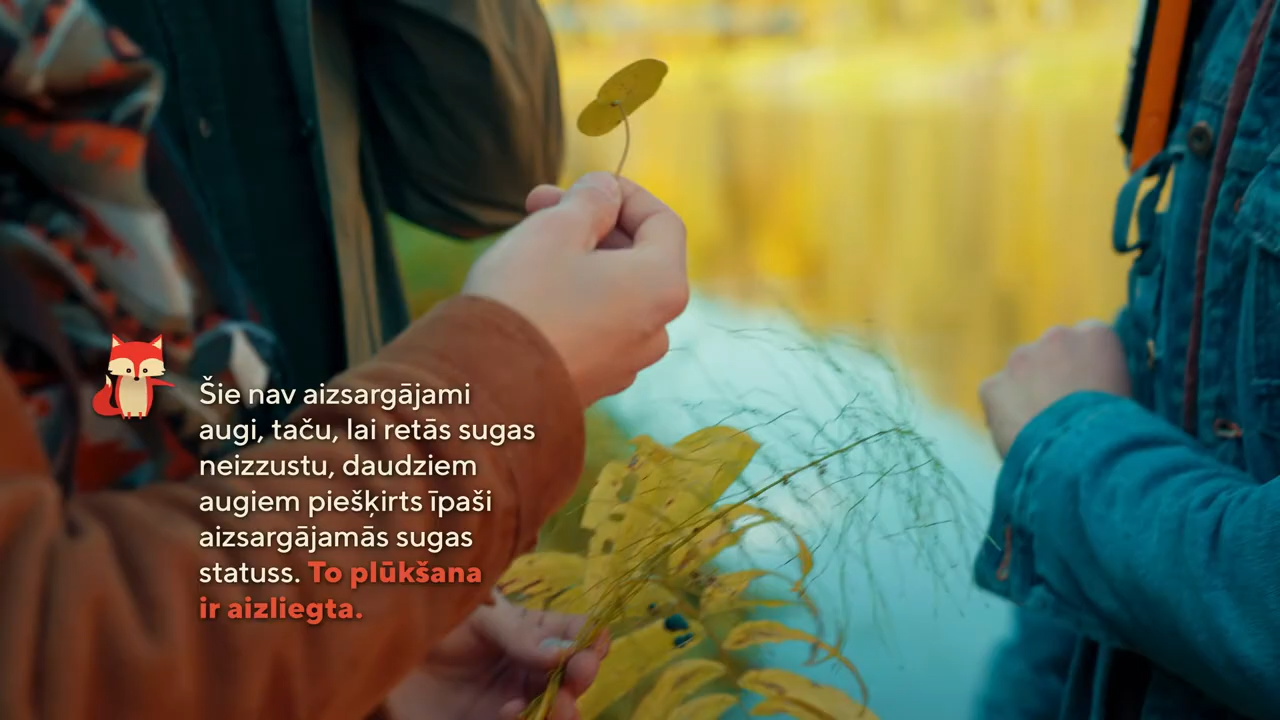 Šie nav aizsargājami
augi, taču, lai retās sugas
neizzustu, daudziem
augiem piešķirts īpaši
aizsargājamās sugas
statuss. To plūkšana
ir aizliegta.